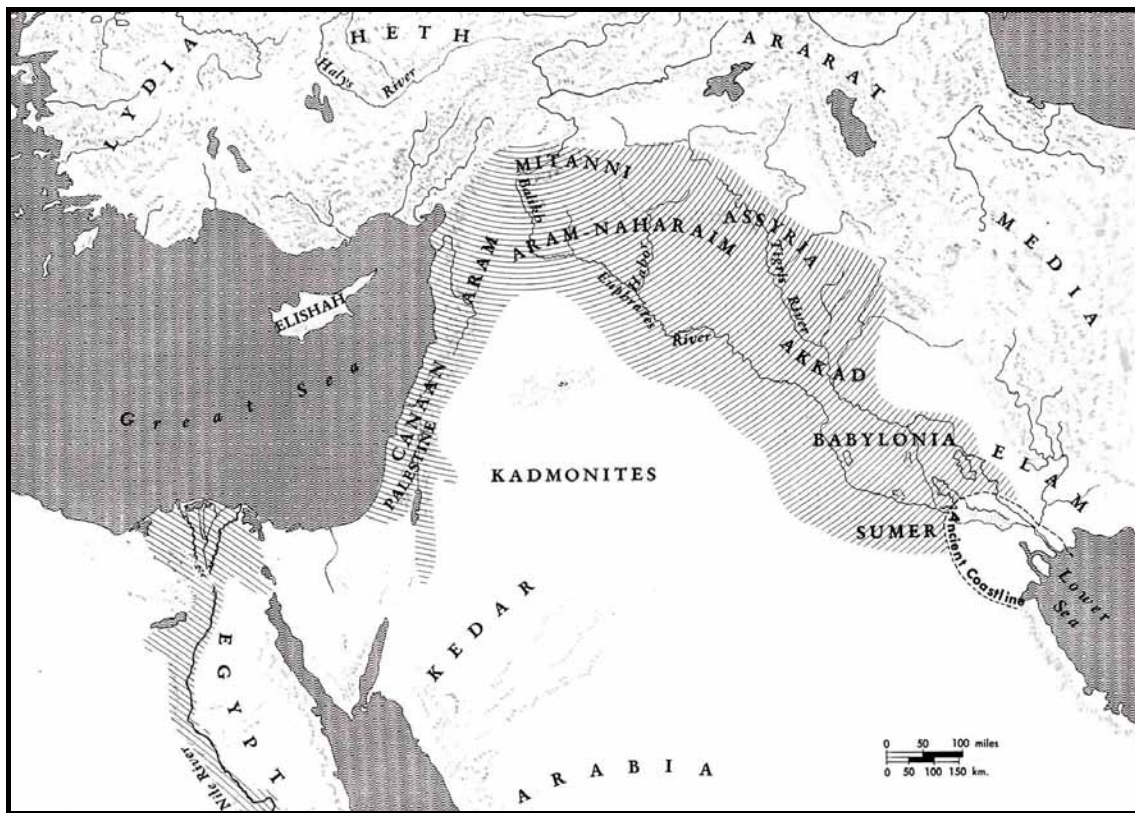 HETH
ARARAT
LYDIA
Halys
River
MITANNI
Balikh
ARAM-NAHARAIM
ASSYRIA
Habor
Tigris
River
MEDIA
ARAM
Euphrates
River
ELISHAH
Great Sea
AKKAD
CANAAN
PALESTINE
BABYLONIA
ELAM
KADMONITES
SUMER
Ancient Coastline
Lower
Sea
KEDAR
EGYPT
Nile River
ARABIA
0 50 100 miles
0 50 100 150 km.